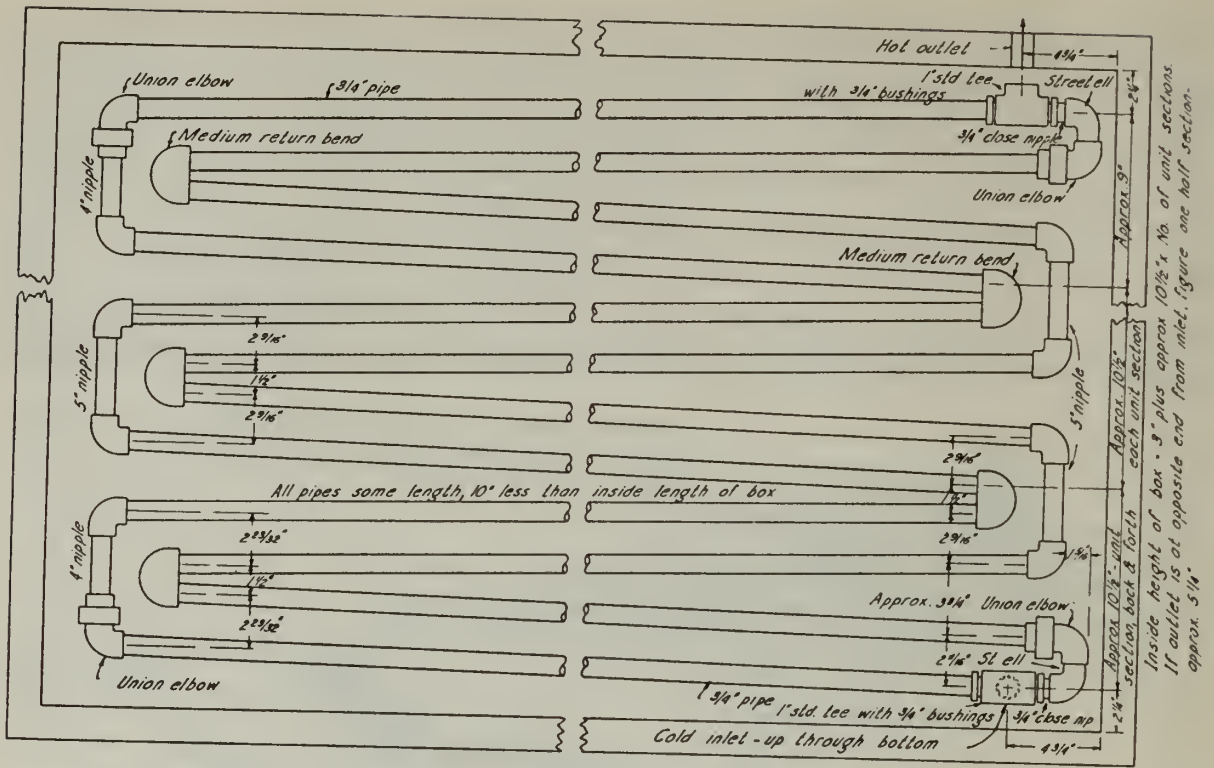 Hot outlet
4 3/4"
Union elbow
3/4" pipe
1" std tee
Street ell
with 3/4" bushings
2 1/4"
Medium return bend
3/4" close nipple
4" nipple
Union elbow
Approx. 9"
Medium return bend
2 9/16"
5" nipple
1 1/2"
2 9/16"
5" nipple
Approx. 10 1/2"
2 9/16"
All pipes same length, 10" less than inside length of box
1 1/2"
2 9/16"
4" nipple
2 23/32"
1 5/16"
1 1/2"
Approx. 3 3/4"
Union elbow
2 23/32"
2 9/16"
St ell
Union elbow
3/4" pipe
1" std. tee with 3/4" bushings
3/4" close nip
2 1/4"
Cold inlet - up through bottom
4 3/4"
Approx 10 1/2" - unit
section, back & forth each unit section
Inside height of box = 3" plus approx 10 1/2" x No. of unit sections.
If outlet is at opposite end from inlet, figure one half section-
approx. 5 1/4"